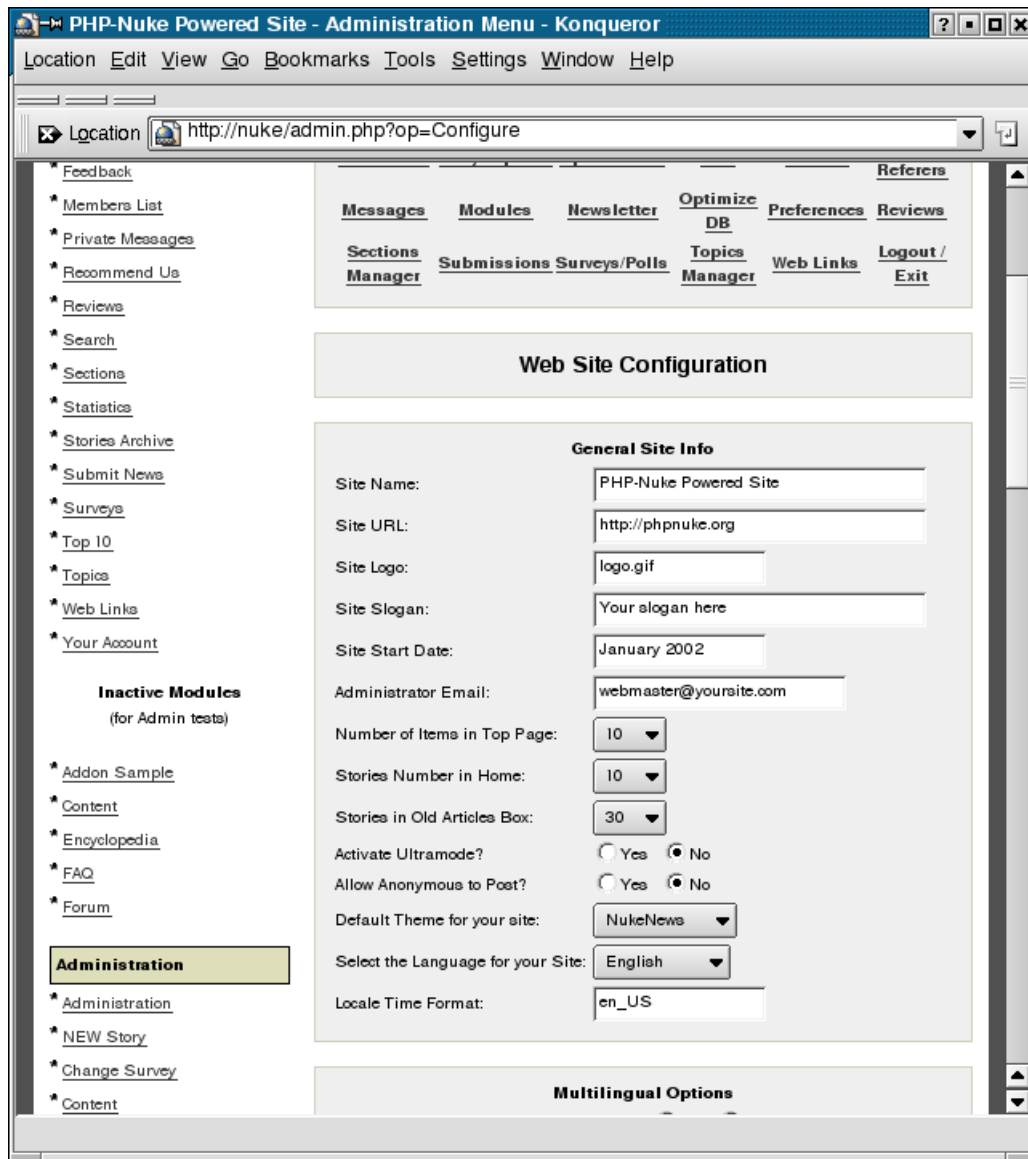 PHP-Nuke Powered Site - Administration Menu - Konqueror
Location Edit View Go Bookmarks Tools Settings Window Help
Location http://nuke/admin.php?op=Configure
Feedback
Members List
Private Messages
Recommend Us
Reviews
Search
Sections
Statistics
Stories Archive
Submit News
Surveys
Top 10
Topics
Web Links
Your Account
Inactive Modules
(for Admin tests)
Addon Sample
Content
Encyclopedia
FAQ
Forum
Administration
Administration
NEW Story
Change Survey
Content
Referers
Messages Modules Newsletter Optimize DB Preferences Reviews
Sections Manager Submissions Surveys/Polls Topics Manager Web Links Logout / Exit
Web Site Configuration
General Site Info
Site Name: PHP-Nuke Powered Site
Site URL: http://phpnuke.org
Site Logo: logo.gif
Site Slogan: Your slogan here
Site Start Date: January 2002
Administrator Email: webmaster@yoursite.com
Number of Items in Top Page: 10
Stories Number in Home: 10
Stories in Old Articles Box: 30
Activate Ultramode? Yes No
Allow Anonymous to Post? Yes No
Default Theme for your site: NukeNews
Select the Language for your Site: English
Locale Time Format: en_US
Multilingual Options